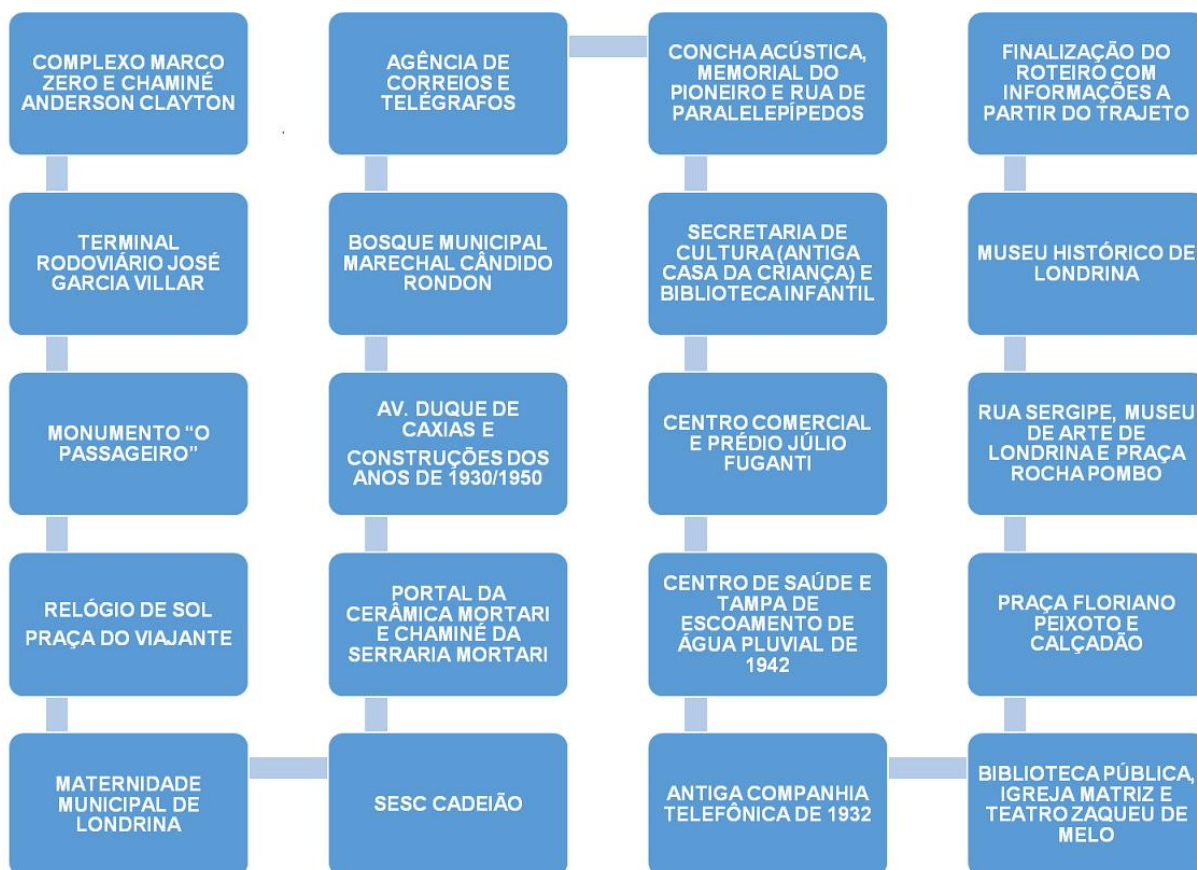 COMPLEXO MARCO
ZERO E CHAMINÉ
ANDERSON CLAYTON
TERMINAL
RODOVIÁRIO JOSÉ
GARCIA VILLAR
MONUMENTO “O
PASSAGEIRO”
RELÓGIO DE SOL
PRAÇA DO VIAJANTE
MATERNIDADE
MUNICIPAL DE
LONDRINA
SESC CADEIÃO
PORTAL DA
CERÂMICA MORTARI
E CHAMINÉ DA
SERRARIA MORTARI
AV. DUQUE DE
CAXIAS E
CONSTRUÇÕES DOS
ANOS DE 1930/1950
BOSQUE MUNICIPAL
MARECHAL CÂNDIDO
RONDON
AGÊNCIA DE
CORREIOS E
TELÉGRAFOS
CONCHA ACÚSTICA,
MEMORIAL DO
PIONEIRO E RUA DE
PARALELEPÍPEDOS
SECRETARIA DE
CULTURA (ANTIGA
CASA DA CRIANÇA) E
BIBLIOTECA INFANTIL
CENTRO COMERCIAL
E PRÉDIO JÚLIO
FUGANTI
CENTRO DE SAÚDE E
TAMPA DE
ESCOAMENTO DE
ÁGUA PLUVIAL DE
1942
ANTIGA COMPANHIA
TELEFÔNICA DE 1932
BIBLIOTECA PÚBLICA,
IGREJA MATRIZ E
TEATRO ZAQUEU DE
MELO
PRAÇA FLORIANO
PEIXOTO E
CALÇADÃO
RUA SERGIPE, MUSEU
DE ARTE DE
LONDRINA E PRAÇA
ROCHA POMBO
MUSEU HISTÓRICO DE
LONDRINA
FINALIZAÇÃO DO
ROTEIRO COM
INFORMAÇÕES A
PARTIR DO TRAJETO